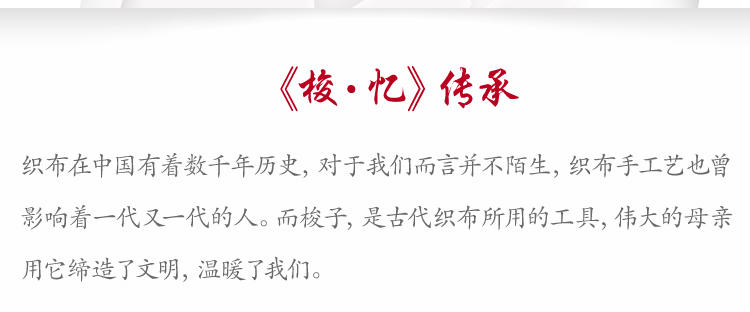 《梭·忆》传承
织布在中国有着数千年历史, 对于我们而言并不陌生, 织布手工艺也曾
影响着一代又一代的人。而梭子, 是古代织布所用的工具, 伟大的母亲
用它缔造了文明, 温暖了我们。